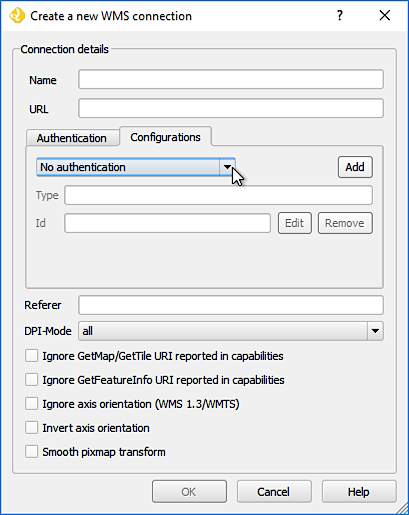 Create a new WMS connection
?
Connection details
Name
URL
Authentication Configurations
No authentication Add
Type
Id Edit Remove
Referer
DPI-Mode all
Ignore GetMap/GetTile URI reported in capabilities
Ignore GetFeatureInfo URI reported in capabilities
Ignore axis orientation (WMS 1.3/WMTS)
Invert axis orientation
Smooth pixmap transform
OK Cancel Help